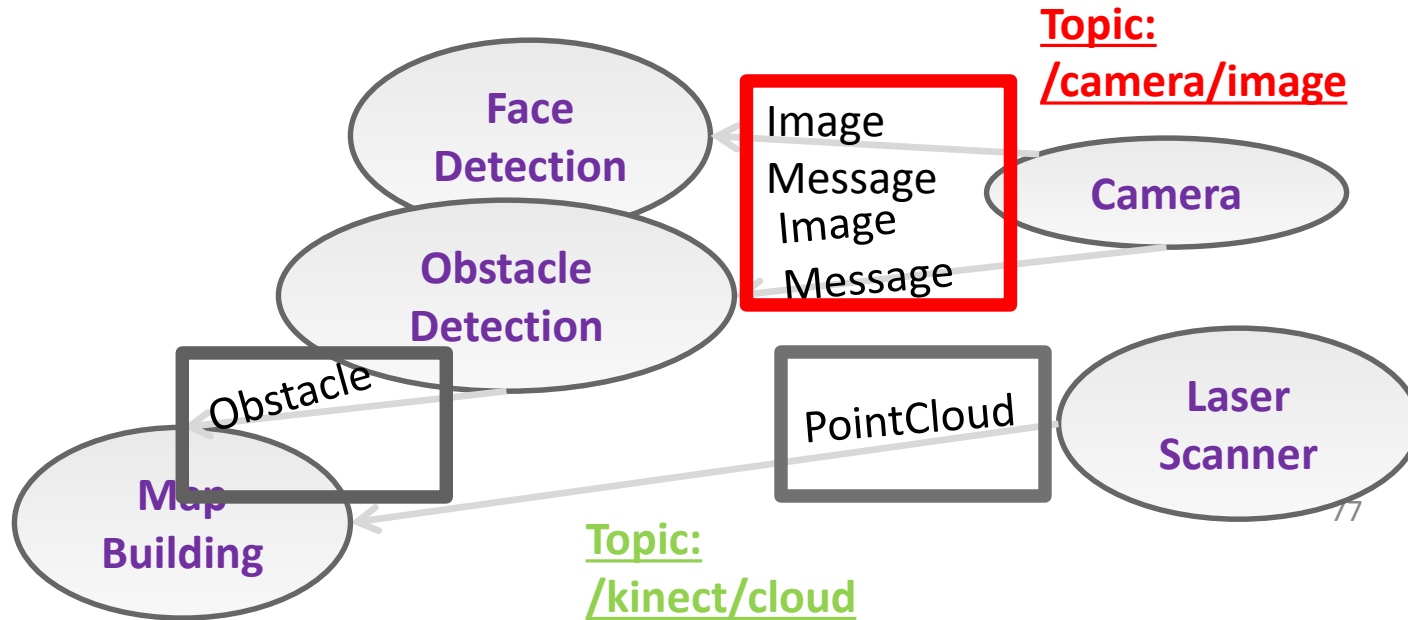 Topic:
/camera/image
Face
Detection
Image
Message
Image
Message
Camera
Obstacle
Detection
Obstacle
PointCloud
Laser
Scanner
Map
Building
77
Topic:
/kinect/cloud